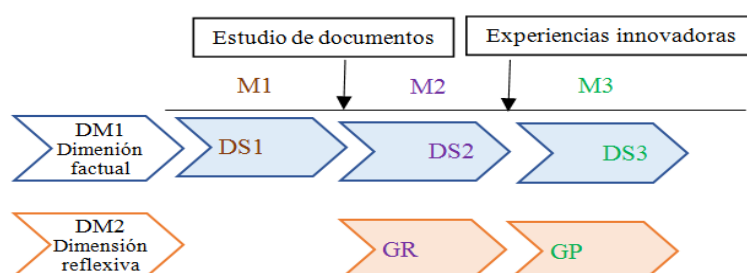 Estudio de documentos
Experiencias innovadoras
M1
M2
M3
DM1
Dimenión
factual
DS1
DS2
DS3
DM2
Dimensión
reflexiva
GR
GP